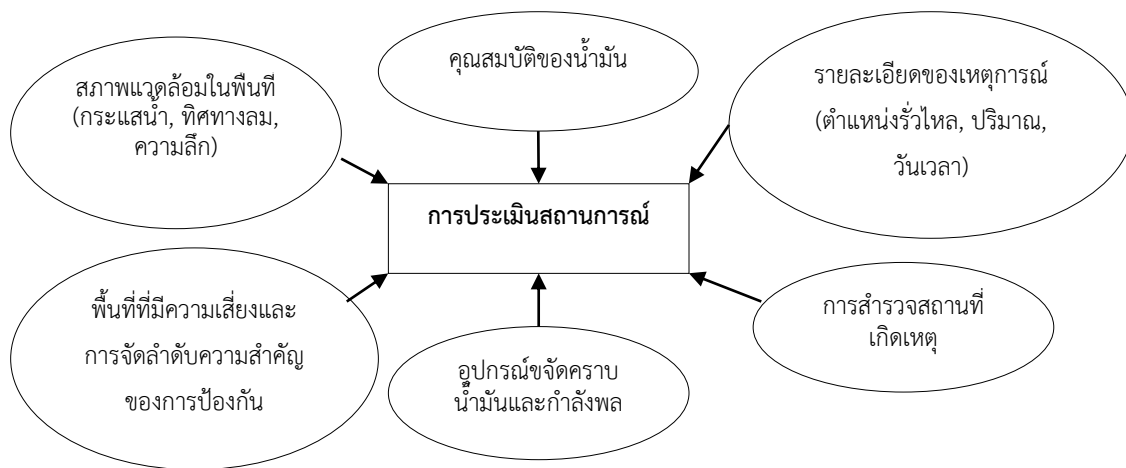 สภาพแวดล้อมในพื้นที่
(กระแสน้ำ, ทิศทางลม,
ความลึก)
คุณสมบัติของน้ำมัน
รายละเอียดของเหตุการณ์
(ตำแหน่งรั่วไหล, ปริมาณ,
วันเวลา)
การประเมินสถานการณ์
พื้นที่ที่มีความเสี่ยงและ
การจัดลำดับความสำคัญ
ของการป้องกัน
อุปกรณ์ขจัดคราบ
น้ำมันและกำลังพล
การสำรวจสถานที่
เกิดเหตุ